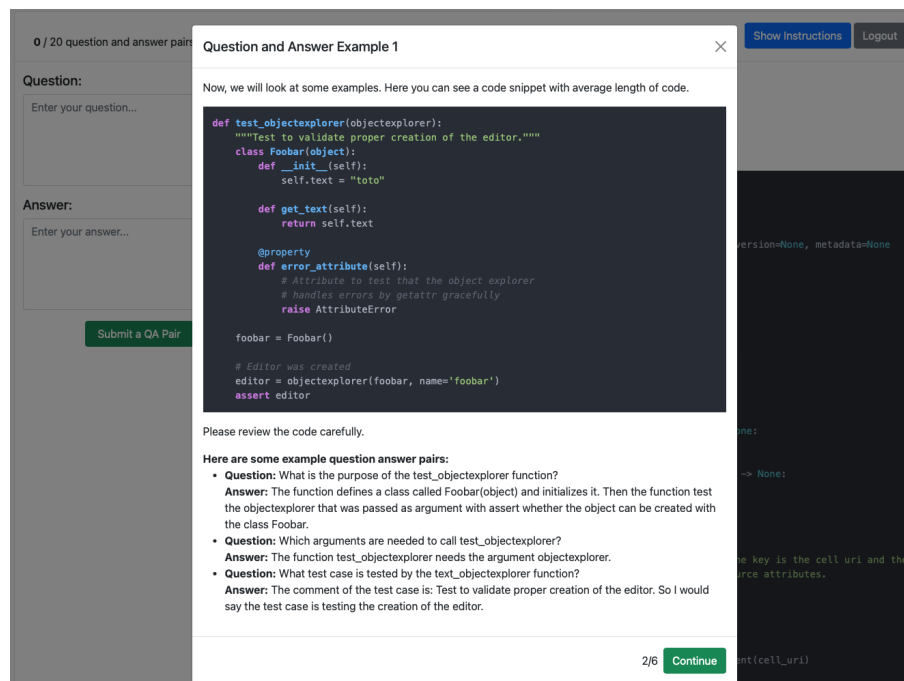 0 / 20 question and answer pairs
Question and Answer Example 1
Show Instructions
Logout
Question:
Enter your question...
Answer:
Enter your answer...
Submit a QA Pair
Now, we will look at some examples. Here you can see a code snippet with average length of code.
def test_objectexplorer(objectexplorer):
    """Test to validate proper creation of the editor."""
    class Foobar(object):
        def __init__(self):
            self.text = "toto"
        def get_text(self):
            return self.text
        @property
        def error_attribute(self):
            # Attribute to test that the object explorer
            # handles errors by getattr gracefully
            raise AttributeError
    foobar = Foobar()
    # Editor was created
    editor = objectexplorer(foobar, name='foobar')
    assert editor
Please review the code carefully.
Here are some example question answer pairs:
• Question: What is the purpose of the test_objectexplorer function?
Answer: The function defines a class called Foobar(object) and initializes it. Then the function test
the objectexplorer that was passed as argument with assert whether the object can be created with
the class Foobar.
• Question: Which arguments are needed to call test_objectexplorer?
Answer: The function test_objectexplorer needs the argument objectexplorer.
• Question: What test case is tested by the text_objectexplorer function?
Answer: The comment of the test case is: Test to validate proper creation of the editor. So I would
say the test case is testing the creation of the editor.
2/6
Continue
version=None, metadata=None
one:
-> None:
e key is the cell uri and the
urce attributes.
ent(cell_uri)